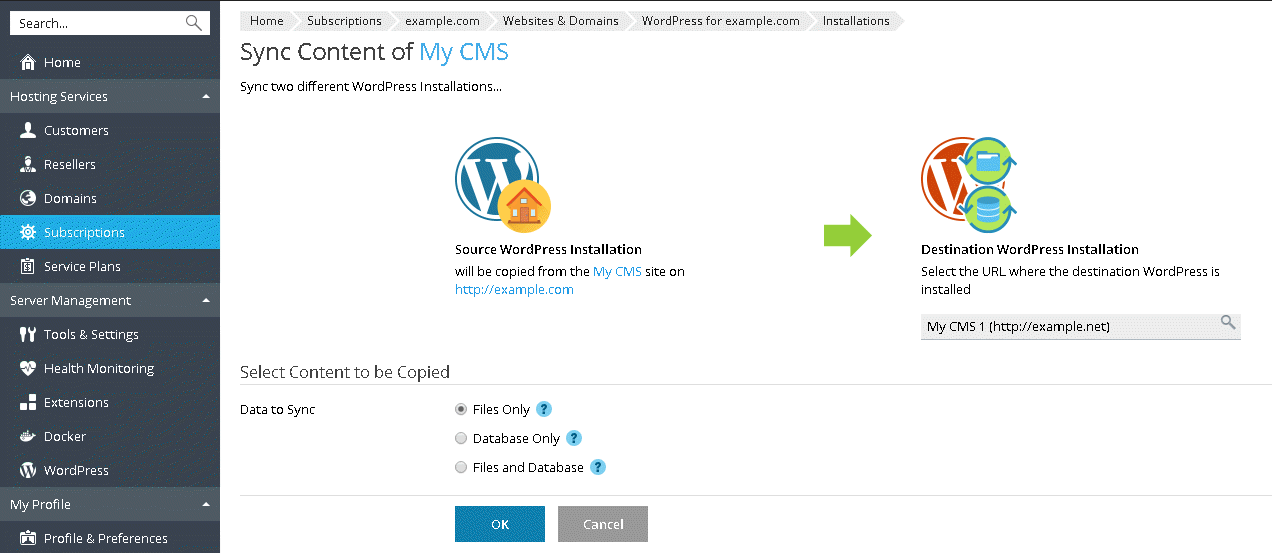 Search...
Home
Hosting Services
Customers
Resellers
Domains
Subscriptions
Service Plans
Server Management
Tools & Settings
Health Monitoring
Extensions
Docker
WordPress
My Profile
Profile & Preferences
Home Subscriptions example.com Websites & Domains WordPress for example.com Installations
Sync Content of My CMS
Sync two different WordPress Installations...
Source WordPress Installation
will be copied from the My CMS site on
http://example.com
Destination WordPress Installation
Select the URL where the destination WordPress is
installed
My CMS 1 (http://example.net)
Select Content to be Copied
Data to Sync
Files Only ?
Database Only ?
Files and Database ?
OK
Cancel